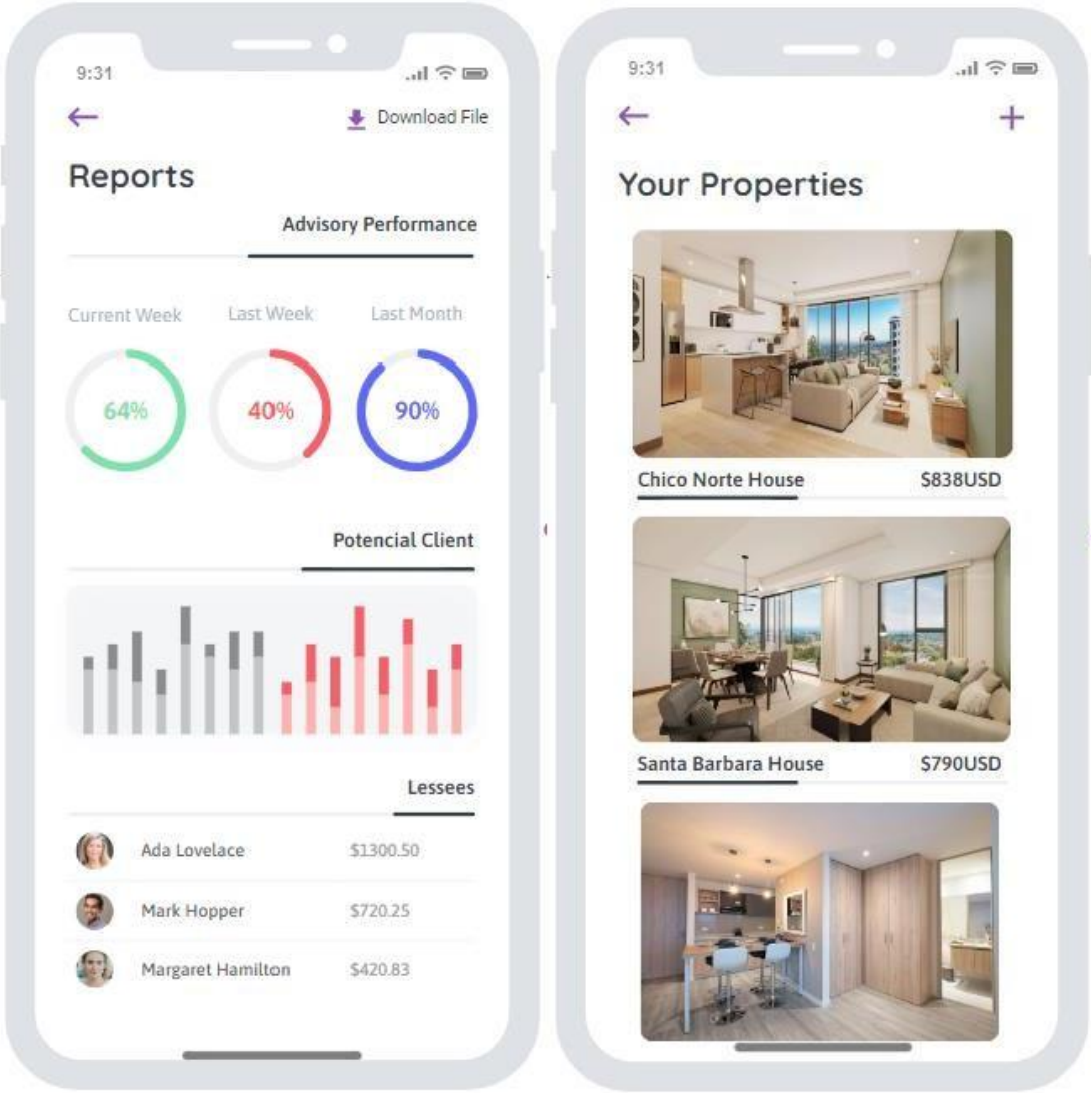 9:31
Download File
Reports
Advisory Performance
Current Week Last Week Last Month
64% 40% 90%
Potencial Client
Lessees
Ada Lovelace $1300.50
Mark Hopper $720.25
Margaret Hamilton $420.83
9:31
Your Properties
Chico Norte House $838USD
Santa Barbara House $790USD